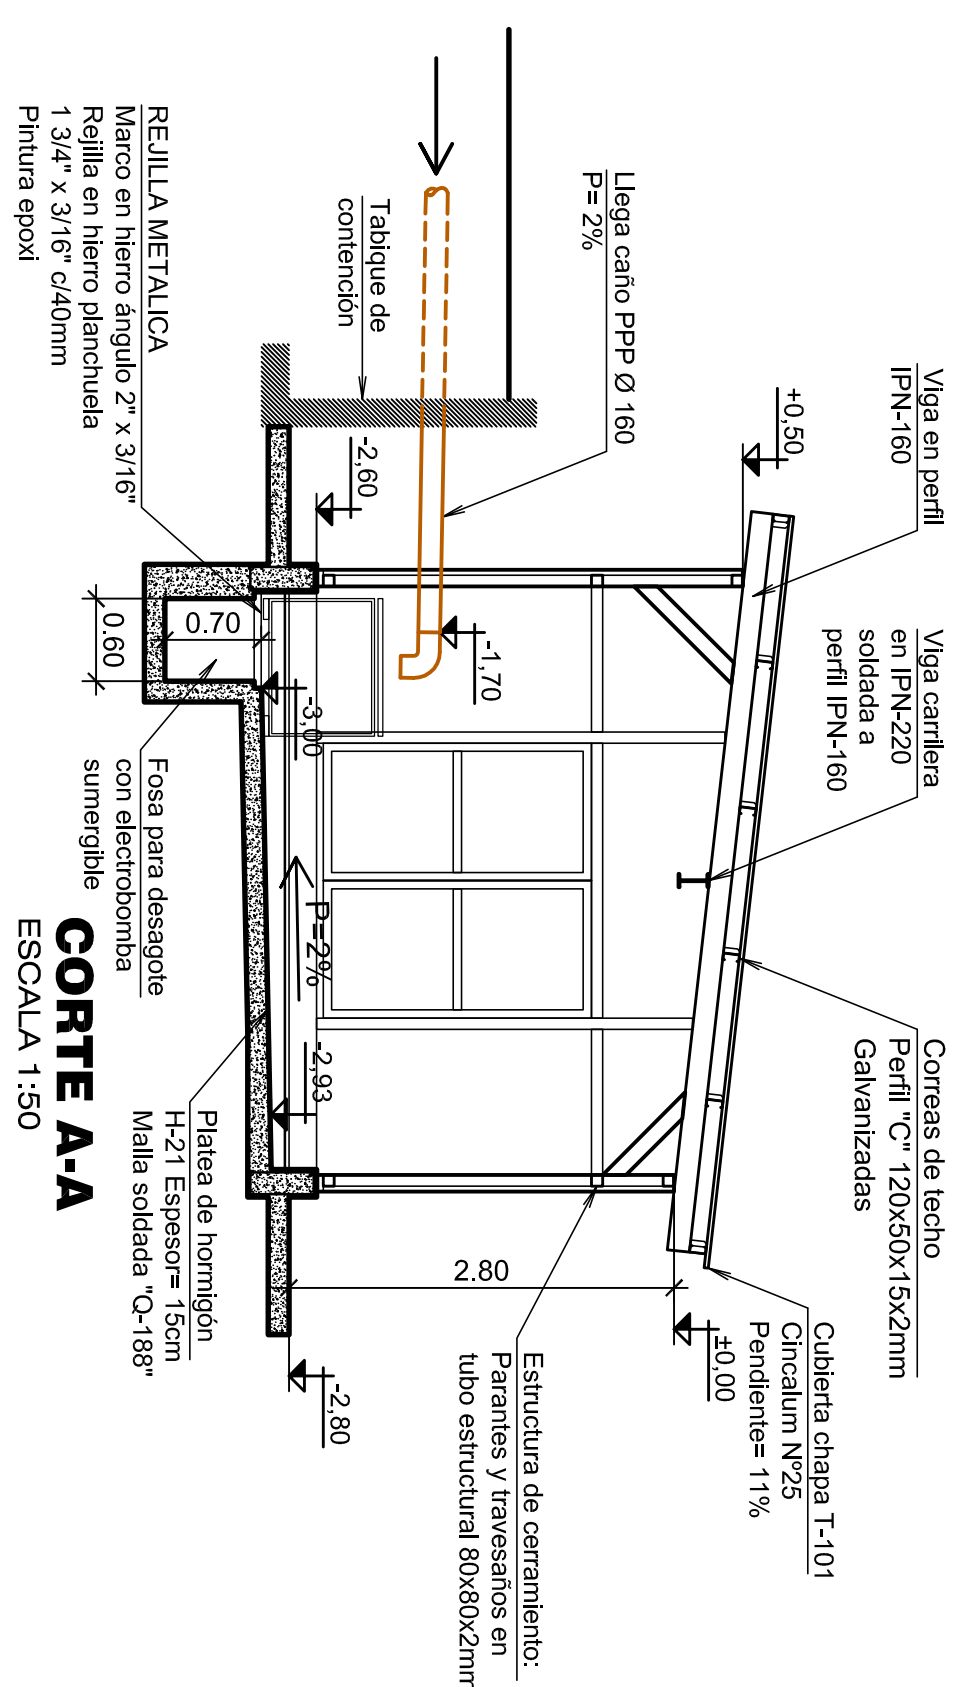 Viga en perfil
IPN-160
Viga carrilera
en IPN-220
soldada a
perfil IPN-160
Correas de techo
Perfil "C" 120x50x15x2mm
Galvanizadas
Cubierta chapa T-101
Cincalum Nº25
Pendiente= 11%
+0,50
±0,00
Llega caño PPP Ø 160
P= 2%
Tabique de
contención
-2,60
-1,70
-3,00
P=2%
-2,93
2.80
-2,80
Estructura de cerramiento:
Parantes y travesaños en
tubo estructural 80x80x2mm
REJILLA METALICA
Marco en hierro ángulo 2" x 3/16"
Rejilla en hierro planchuela
1 3/4" x 3/16" c/40mm
Pintura epoxi
0.70
0.60
Fosa para desagote
con electrobomba
sumergible
Platea de hormigón
H-21 Espesor= 15cm
Malla soldada "Q-188"
CORTE A-A
ESCALA 1:50